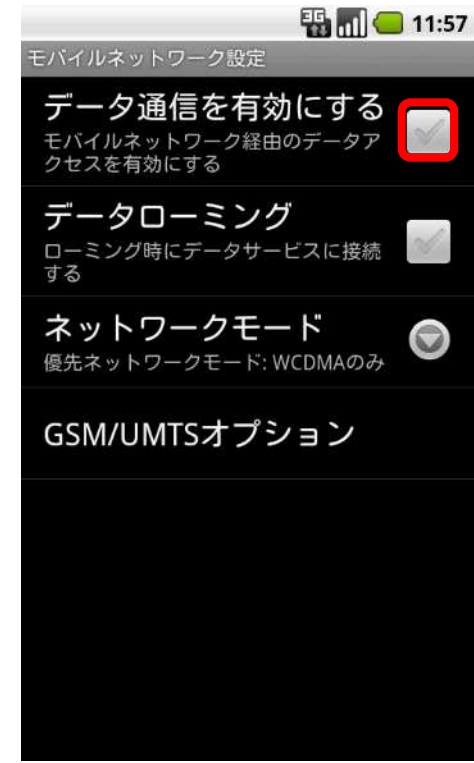 3G 11:57
モバイルネットワーク設定
データ通信を有効にする
モバイルネットワーク経由のデータア
クセスを有効にする
データローミング
ローミング時にデータサービスに接続
する
ネットワークモード
優先ネットワークモード: WCDMAのみ
GSM/UMTSオプション